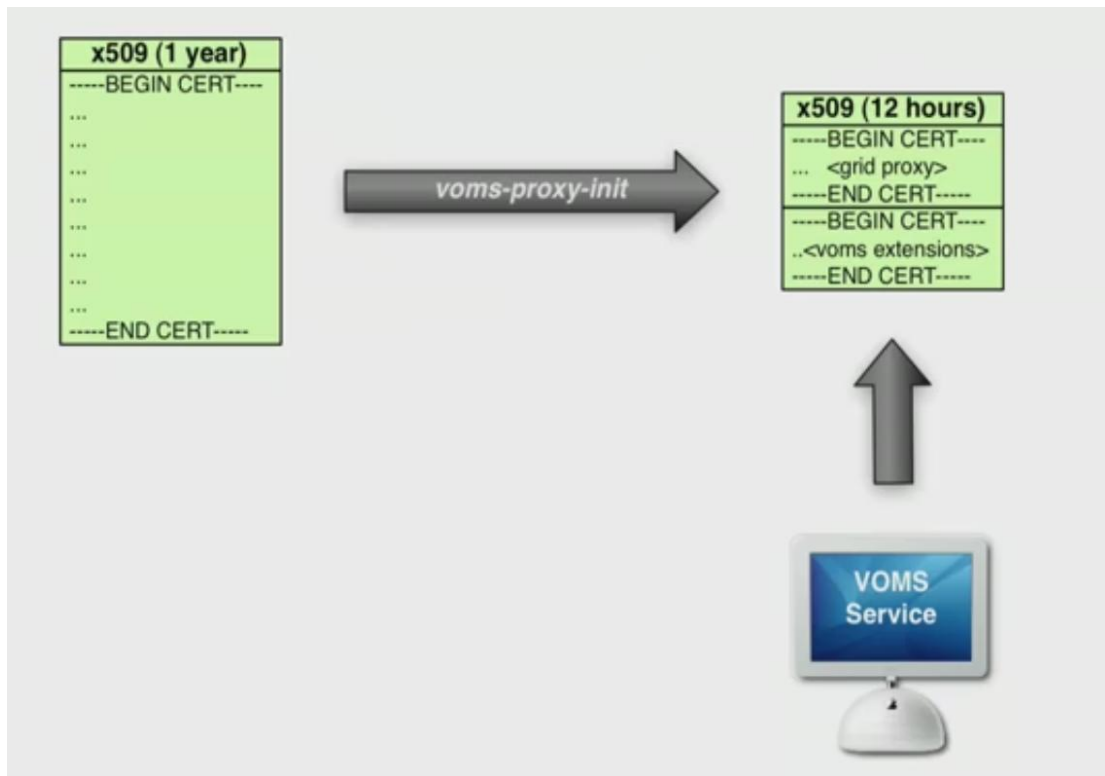 x509 (1 year)
-----BEGIN CERT----
...
...
...
...
...
...
...
...
-----END CERT-----
voms-proxy-init
x509 (12 hours)
-----BEGIN CERT----
... <grid proxy>
-----END CERT-----
-----BEGIN CERT----
..<voms extensions>
-----END CERT-----
VOMS
Service